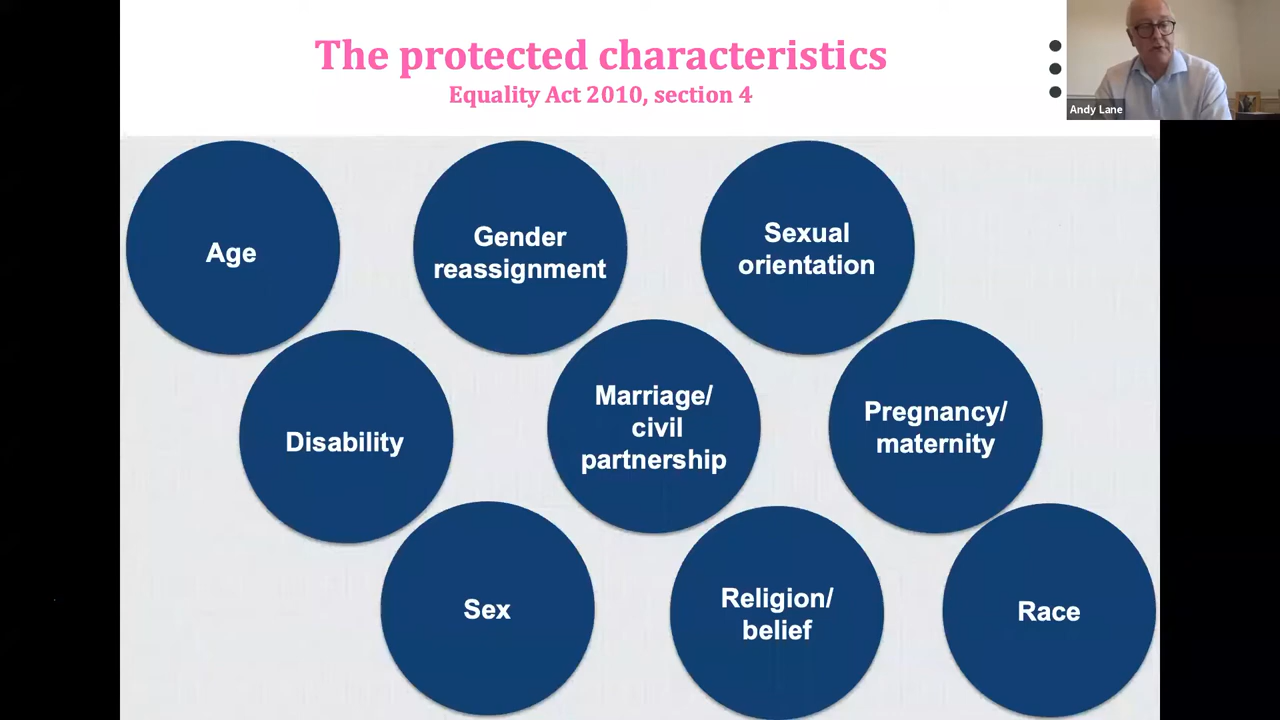 The protected characteristics
Equality Act 2010, section 4
Andy Lane
Age
Gender
reassignment
Sexual
orientation
Disability
Marriage/
civil
partnership
Pregnancy/
maternity
Sex
Religion/
belief
Race